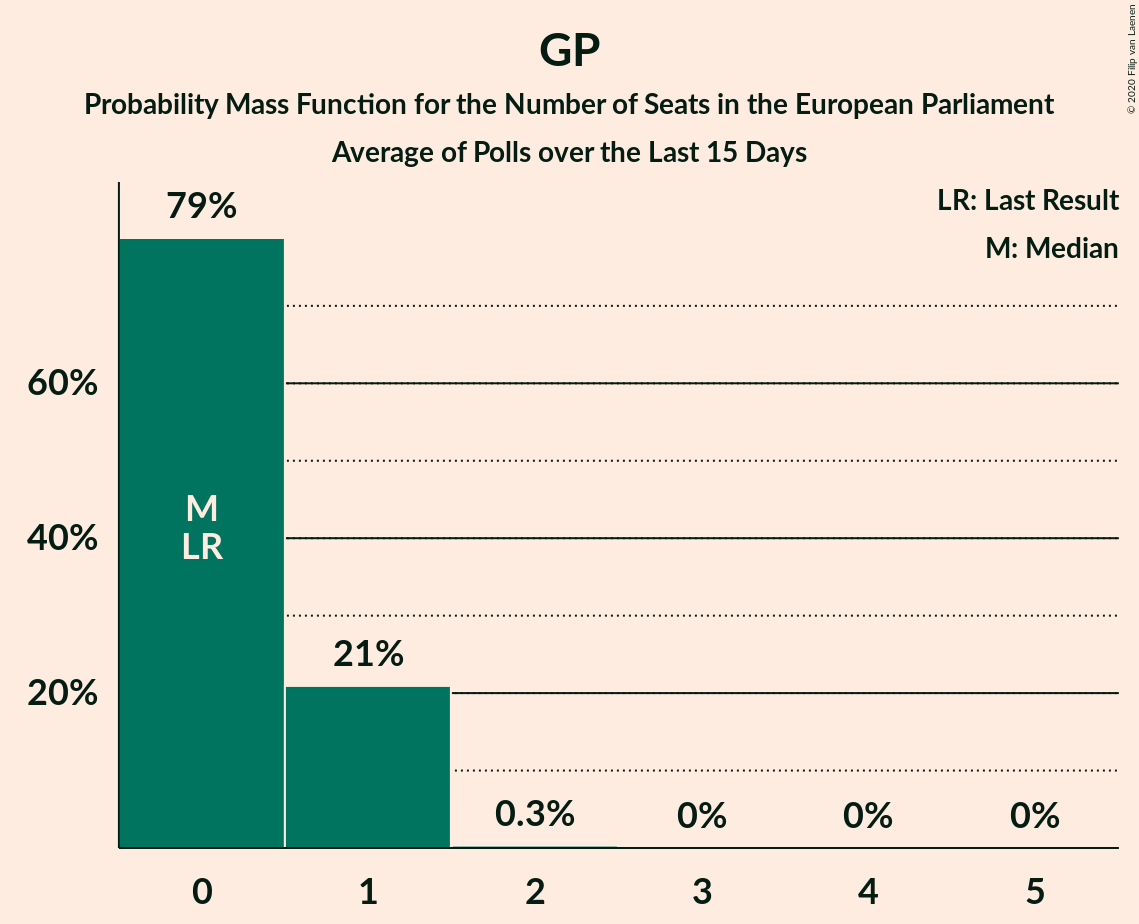 GP
Probability Mass Function for the Number of Seats in the European Parliament
Average of Polls over the Last 15 Days
© 2020 Filip van Laenen
LR: Last Result
M: Median
79%
60%
M
40%
LR
21%
20%
0.3%
0%
0%
0%
0
1
2
3
4
5